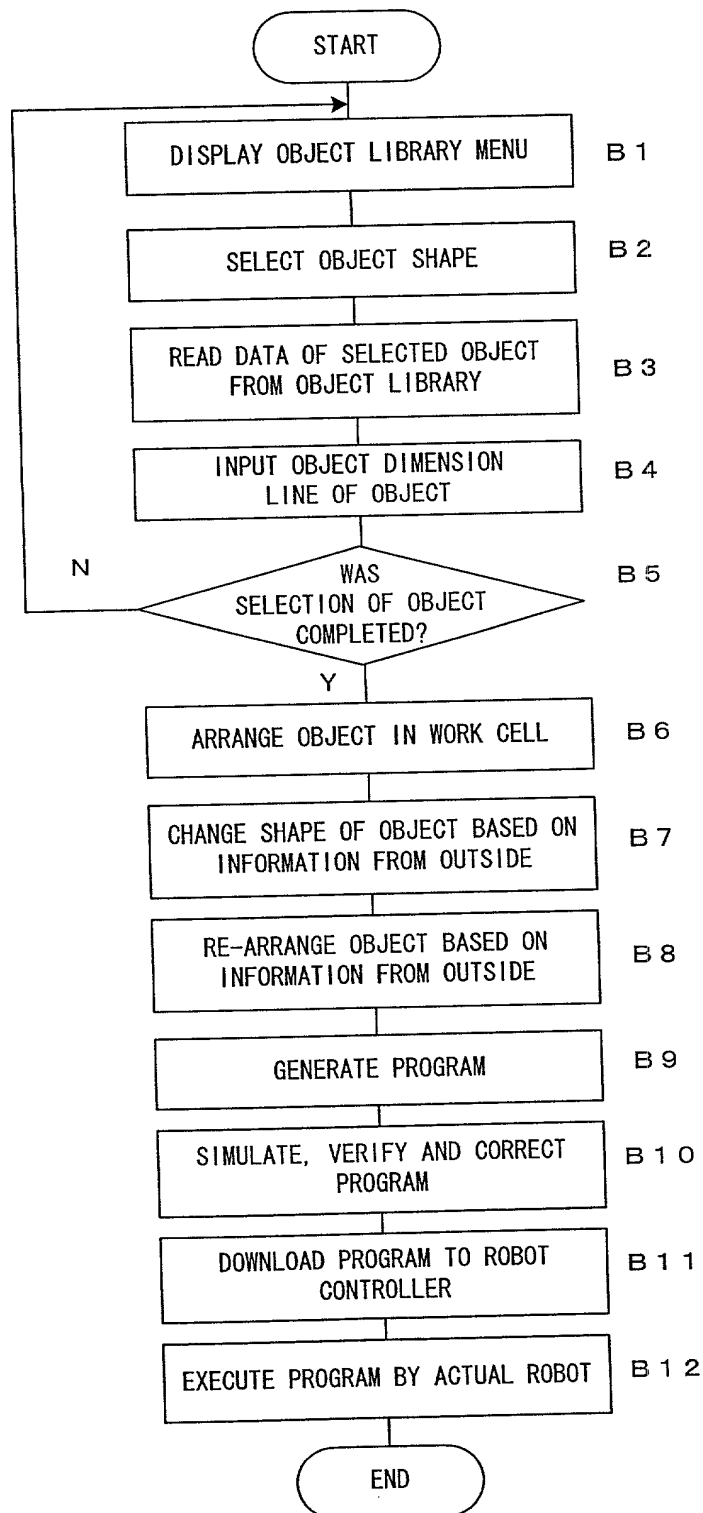 START
DISPLAY OBJECT LIBRARY MENU
B1
SELECT OBJECT SHAPE
B2
READ DATA OF SELECTED OBJECT
FROM OBJECT LIBRARY
B3
INPUT OBJECT DIMENSION
LINE OF OBJECT
B4
N
WAS
SELECTION OF OBJECT
COMPLETED?
B5
Y
ARRANGE OBJECT IN WORK CELL
B6
CHANGE SHAPE OF OBJECT BASED ON
INFORMATION FROM OUTSIDE
B7
RE-ARRANGE OBJECT BASED ON
INFORMATION FROM OUTSIDE
B8
GENERATE PROGRAM
B9
SIMULATE, VERIFY AND CORRECT
PROGRAM
B10
DOWNLOAD PROGRAM TO ROBOT
CONTROLLER
B11
EXECUTE PROGRAM BY ACTUAL ROBOT
B12
END